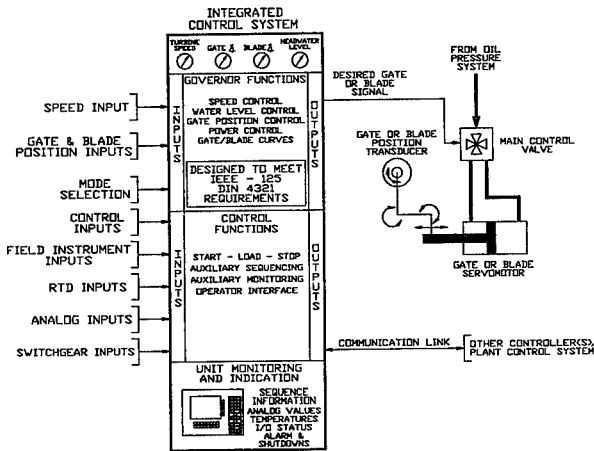 INTEGRATED
CONTROL SYSTEM
TURBINE
SPEED
GATE %
BLADE %
HEADWATER
LEVEL
GOVERNOR FUNCTIONS
INPUTS
OUTPUTS
SPEED CONTROL
WATER LEVEL CONTROL
GATE POSITION CONTROL
POWER CONTROL
GATE/BLADE CURVES
DESIGNED TO MEET
IEEE - 125
DIN 4321
REQUIREMENTS
CONTROL
FUNCTIONS
INPUTS
OUTPUTS
START - LOAD - STOP
AUXILIARY SEQUENCING
AUXILIARY MONITORING
OPERATOR INTERFACE
UNIT MONITORING
AND INDICATION
SEQUENCE
INFORMATION
ANALOG VALUES
TEMPERATURES
I/O STATUS
ALARM &
SHUTDOWNS
SPEED INPUT
GATE & BLADE
POSITION INPUTS
MODE
SELECTION
CONTROL
INPUTS
FIELD INSTRUMENT
INPUTS
RTD INPUTS
ANALOG INPUTS
SWITCHGEAR INPUTS
DESIRED GATE
OR BLADE
SIGNAL
FROM OIL
PRESSURE
SYSTEM
GATE OR BLADE
POSITION
TRANSDUCER
MAIN CONTROL
VALVE
GATE OR BLADE
SERVOMOTOR
COMMUNICATION LINK
OTHER CONTROLLER(S),
PLANT CONTROL SYSTEM